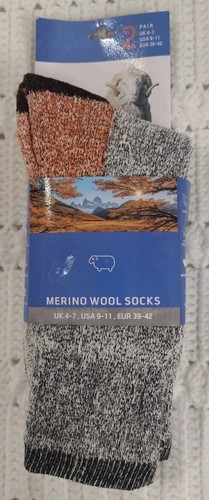 2 PAIR
UK 4-7
USA 9-11
EUR 39-42
MERINO WOOL SOCKS
UK 4-7 , USA 9-11 , EUR 39-42